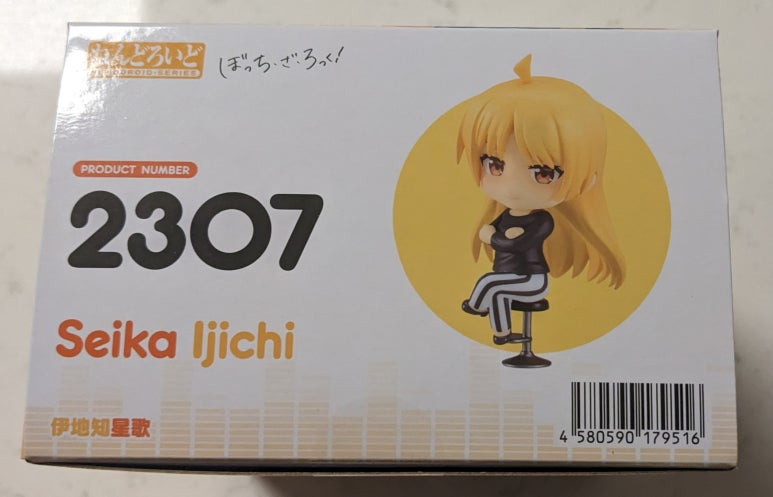 ねんどろいど
NENDOROID-SERIES
ぼっち・ざ・ろっく!
PRODUCT NUMBER
2307
Seika Ijichi
伊地知星歌
4 580590 179516